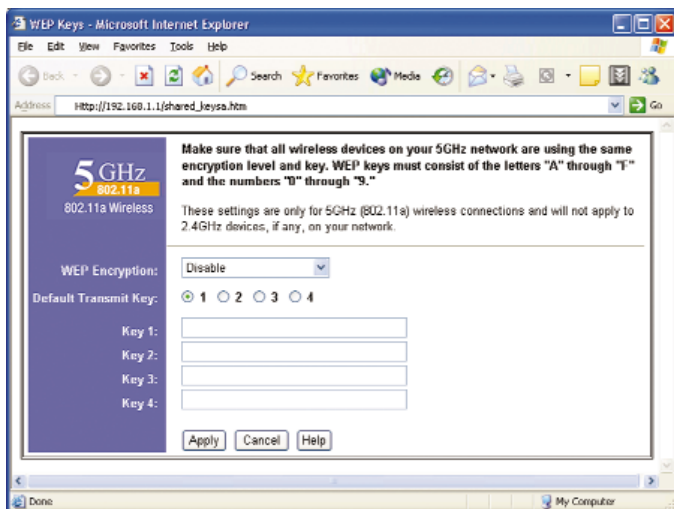 WEP Keys - Microsoft Internet Explorer
File Edit View Favorites Tools Help
Back Search Favorites Media
Address Http://192.168.1.1/shared_keysa.htm Go
5 GHz
802.11a
802.11a Wireless
Make sure that all wireless devices on your 5GHz network are using the same
encryption level and key. WEP keys must consist of the letters "A" through "F"
and the numbers "0" through "9."
These settings are only for 5GHz (802.11a) wireless connections and will not apply to
2.4GHz devices, if any, on your network.
WEP Encryption: Disable
Default Transmit Key: 1 2 3 4
Key 1:
Key 2:
Key 3:
Key 4:
Apply Cancel Help
Done My Computer